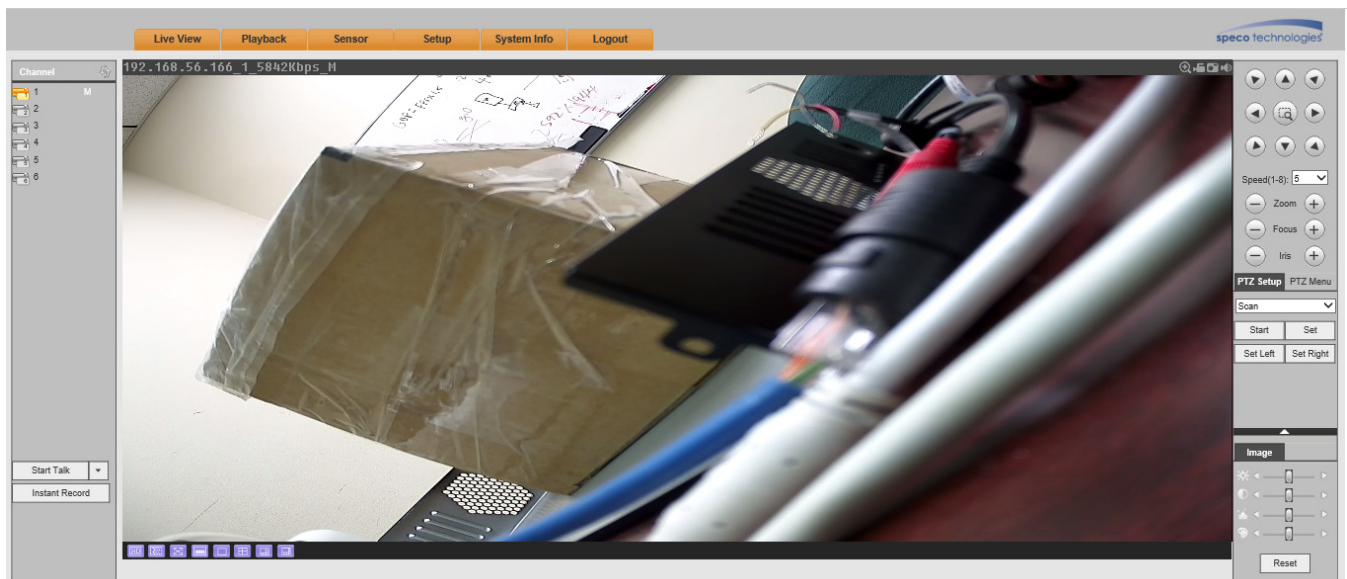 Live View Playback Sensor Setup System Info Logout
speco technologies
Channel
192.168.56.166_1_5842Kbps_M
1 M
2
3
4
5
6
Speed(1-8): 5
Zoom
Focus
Iris
PTZ Setup PTZ Menu
Scan
Start Set
Set Left Set Right
Start Talk
Instant Record
Image
Reset